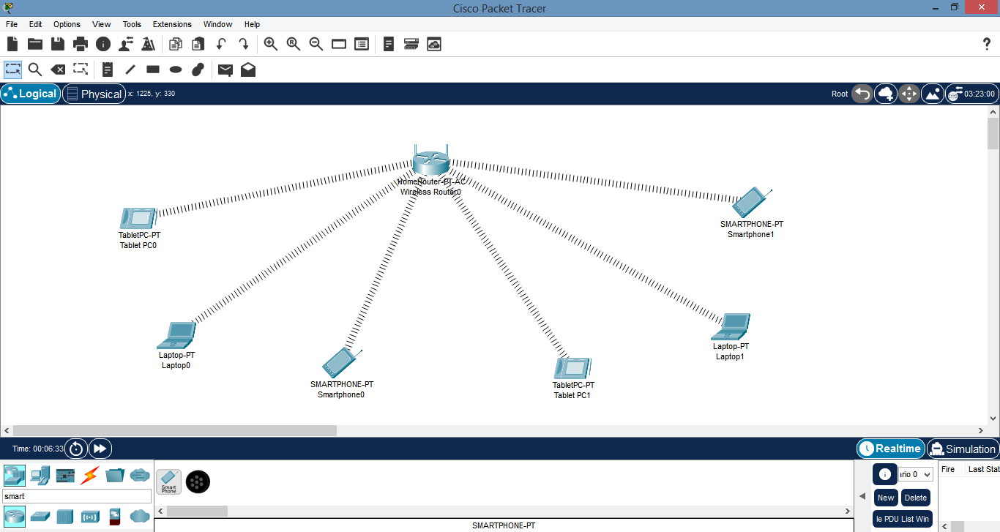 Cisco Packet Tracer
File Edit Options View Tools Extensions Window Help
?
Logical Physical x: 1225, y: 330 Root 03:23:00
HomeRouter-PT-AC
Wireless Router0
SMARTPHONE-PT
Smartphone1
TabletPC-PT
Tablet PC0
Laptop-PT
Laptop1
Laptop-PT
Laptop0
SMARTPHONE-PT
Smartphone0
TabletPC-PT
Tablet PC1
Time: 00:06:33 Realtime Simulation
Smart
Phone
smart
rio 0
Fire Last Stat
New Delete
le PDU List Win
SMARTPHONE-PT